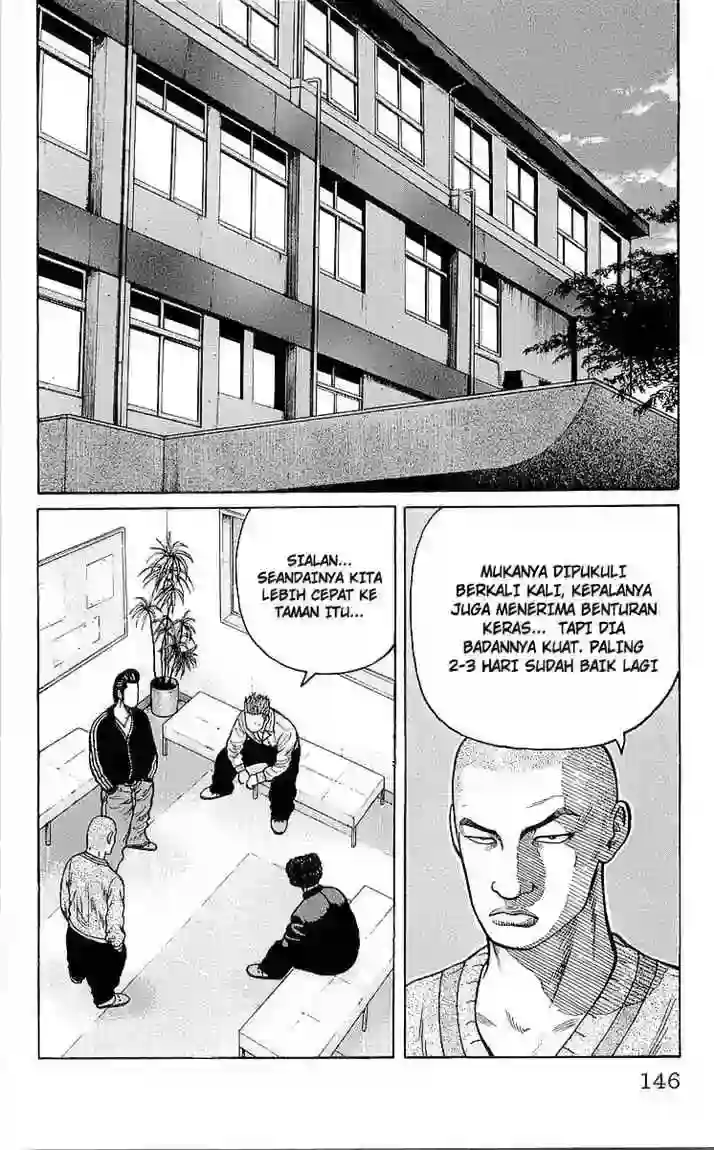 MUKANYA DIPUKULI
BERKALI KALI, KEPALANYA
JUGA MENERIMA BENTURAN
KERAS... TAPI DIA
BADANNYA KUAT. PALING
2-3 HARI SUDAH BAIK LAGI
SIALAN...
SEANDAINYA KITA
LEBIH CEPAT KE
TAMAN ITU...
146